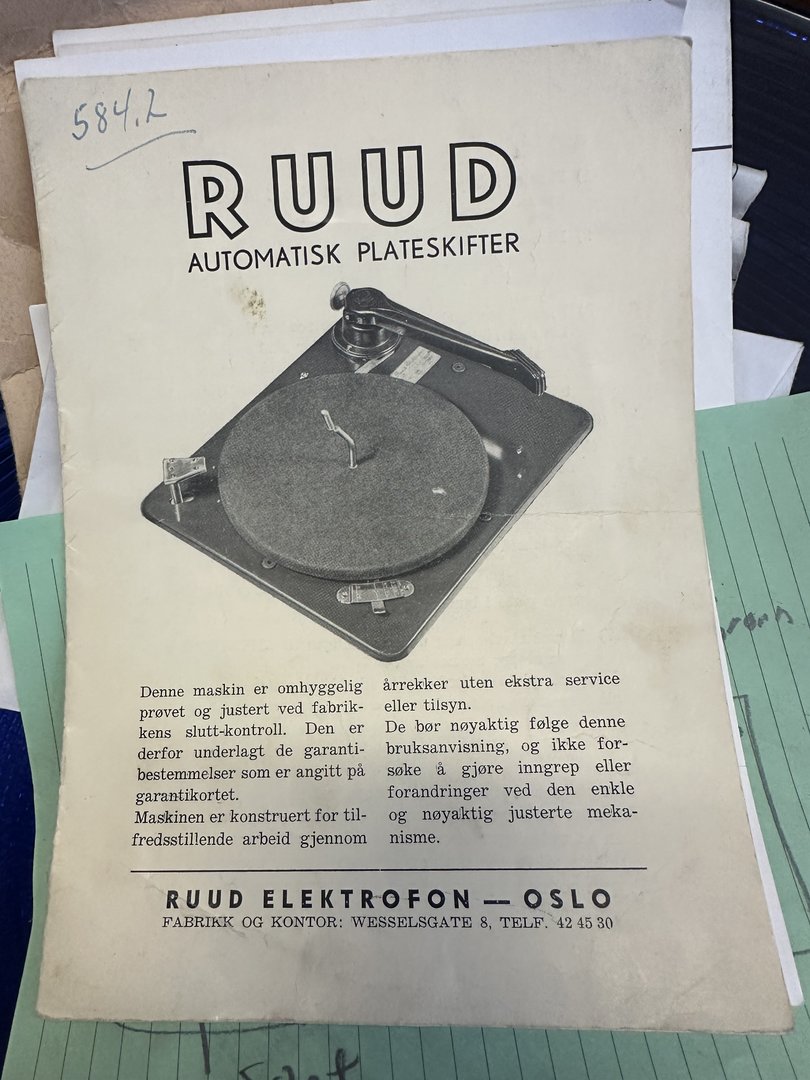 584.2
RUUD
AUTOMATISK PLATESKIFTER
Denne maskin er omhyggelig
prøvet og justert ved fabrik-
kens slutt-kontroll. Den er
derfor underlagt de garanti-
bestemmelser som er angitt på
garantikortet.
Maskinen er konstruert for til-
fredsstillende arbeid gjennom
årrekker uten ekstra service
eller tilsyn.
De bør nøyaktig følge denne
bruksanvisning, og ikke for-
søke å gjøre inngrep eller
forandringer ved den enkle
og nøyaktig justerte meka-
nisme.
RUUD ELEKTROFON — OSLO
FABRIKK OG KONTOR: WESSELSGATE 8, TELF. 42 45 30